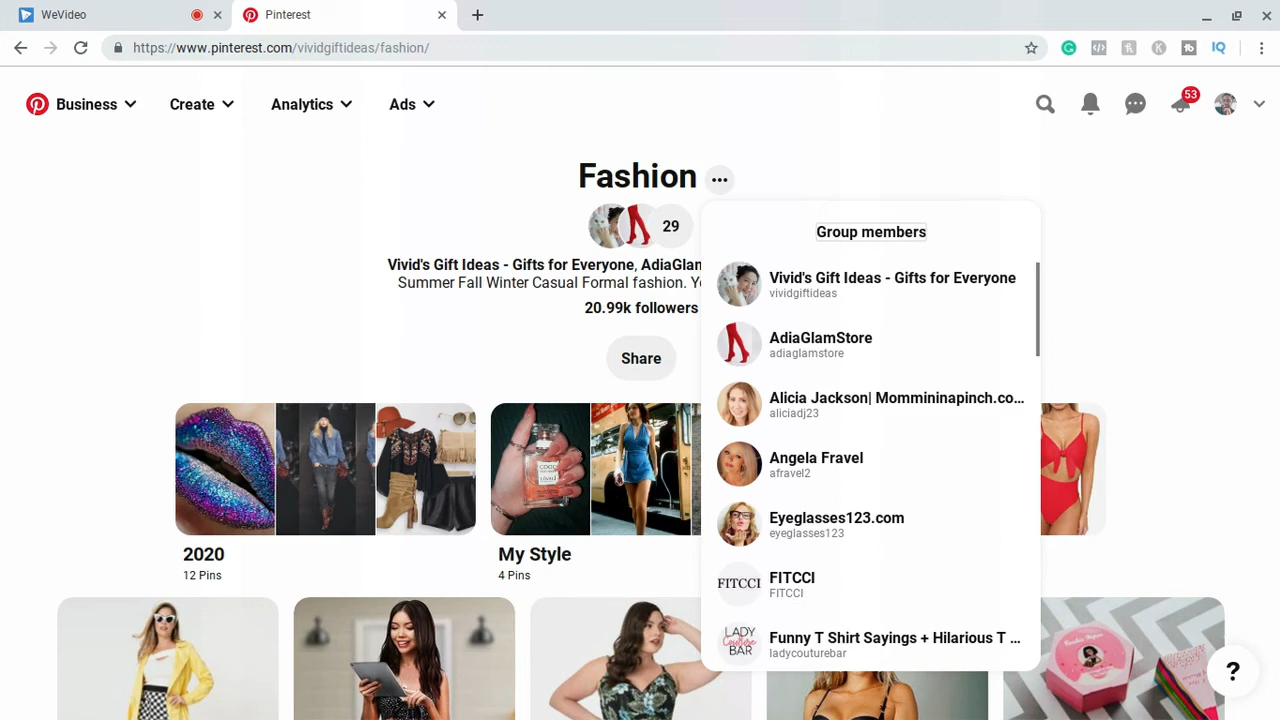 WeVideo
Pinterest
https://www.pinterest.com/vividgiftideas/fashion/
IQ
Business
Create
Analytics
Ads
53
Fashion
29
Vivid's Gift Ideas - Gifts for Everyone, AdiaGlam
Summer Fall Winter Casual Formal fashion.
20.99k followers
Share
Group members
Vivid's Gift Ideas - Gifts for Everyone
vividgiftideas
AdiaGlamStore
adiaglamstore
Alicia Jackson| Mommininapinch.co...
aliciadj23
Angela Fravel
afravel2
Eyeglasses123.com
eyeglasses123
FITCCI
FITCCI
FITCCI
LADY
Couture
BAR
Funny T Shirt Sayings + Hilarious T ...
ladycouturebar
COCO
2020
12 Pins
My Style
4 Pins
?